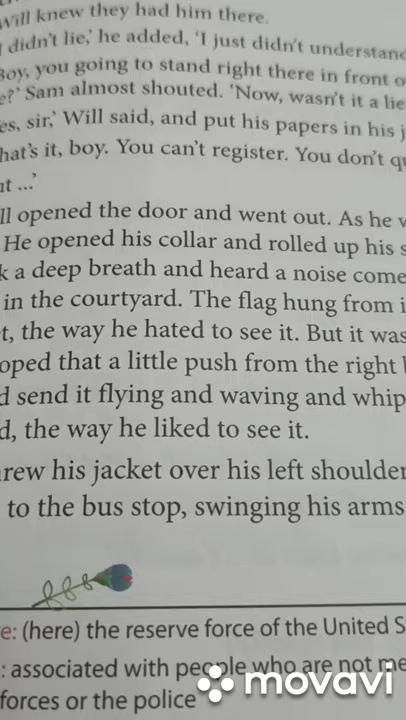 Will knew they had him there.
didn't lie,' he added, 'I just didn't understand
Boy, you going to stand right there in front o
e?' Sam almost shouted. 'Now, wasn't it a lie
es, sir,' Will said, and put his papers in his j
hat's it, boy. You can't register. You don't qu
ut ...'
ll opened the door and went out. As he w
He opened his collar and rolled up his s
k a deep breath and heard a noise come
in the courtyard. The flag hung from i
t, the way he hated to see it. But it was
oped that a little push from the right
d send it flying and waving and whip
d, the way he liked to see it.
rew his jacket over his left shoulder
to the bus stop, swinging his arms
e: (here) the reserve force of the United S
: associated with people who are not me
forces or the police
movavi